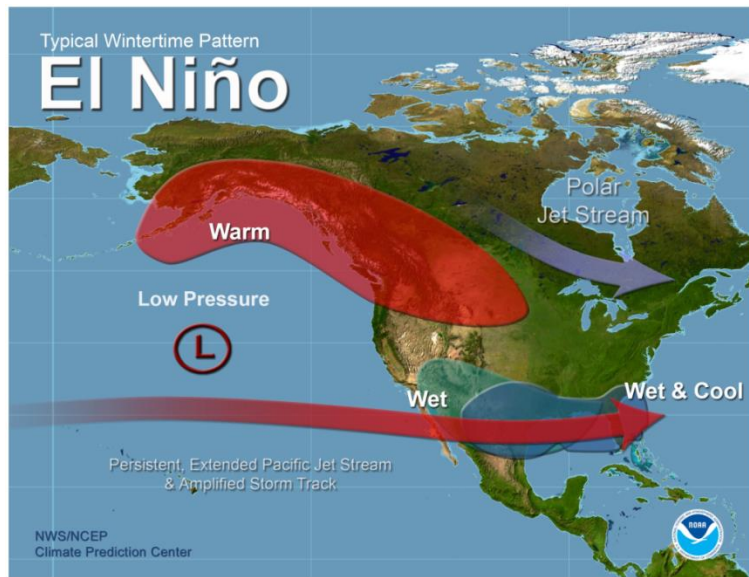 Typical Wintertime Pattern
El Niño
Polar
Jet Stream
Warm
Low Pressure
L
Wet
Wet & Cool
Persistent, Extended Pacific Jet Stream
& Amplified Storm Track
NWS/NCEP
Climate Prediction Center
NOAA